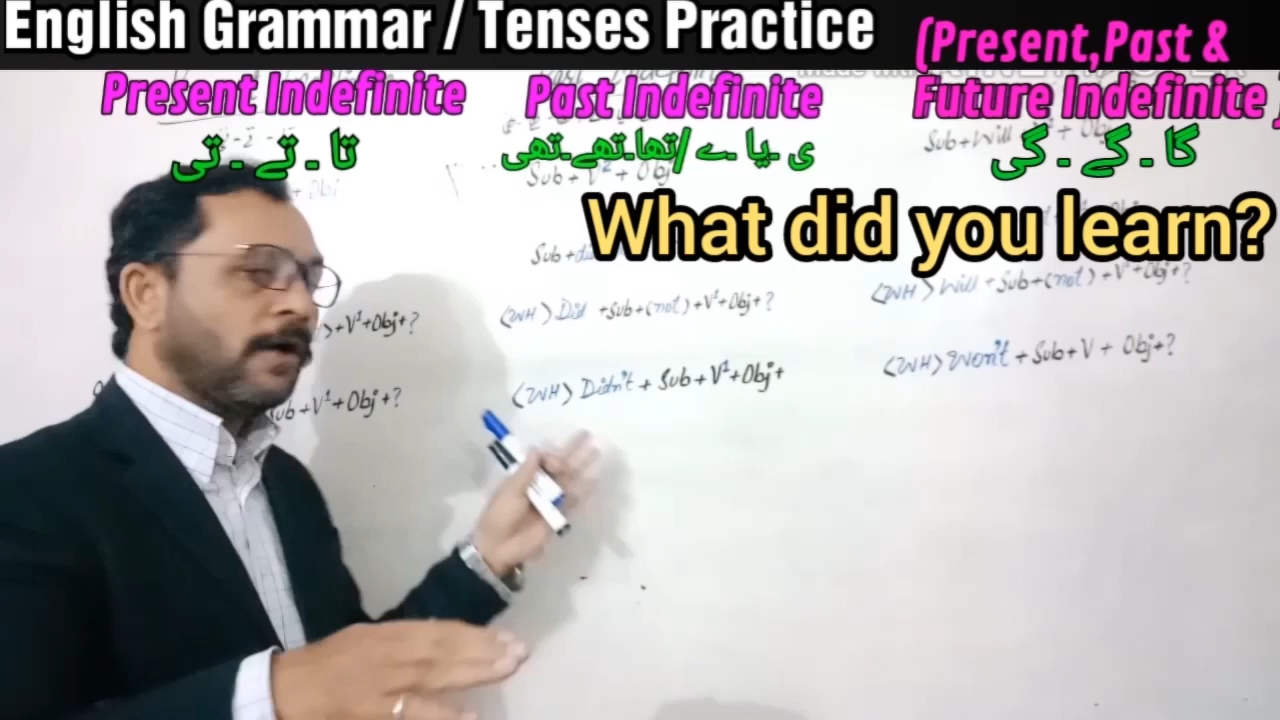 English Grammar / Tenses Practice
(Present,Past &
Future Indefinite )
Present Indefinite
تا ۔ تے ۔ تی
Past Indefinite
ی ۔یا ۔ے /تھا۔تھے۔تھی
گا ۔ گے ۔ گی
What did you learn?
+ Obj
Sub + V² + Obj
Sub + Will
+ Obj
Sub +
(WH) Did + Sub + (not) + V¹ + Obj + ?
(WH) Will + Sub + (not) + V¹ + Obj + ?
) + V¹ + Obj + ?
(WH) Didn't + Sub + V¹ + Obj +
(WH) Won't + Sub + V + Obj + ?
Sub + V¹ + Obj + ?